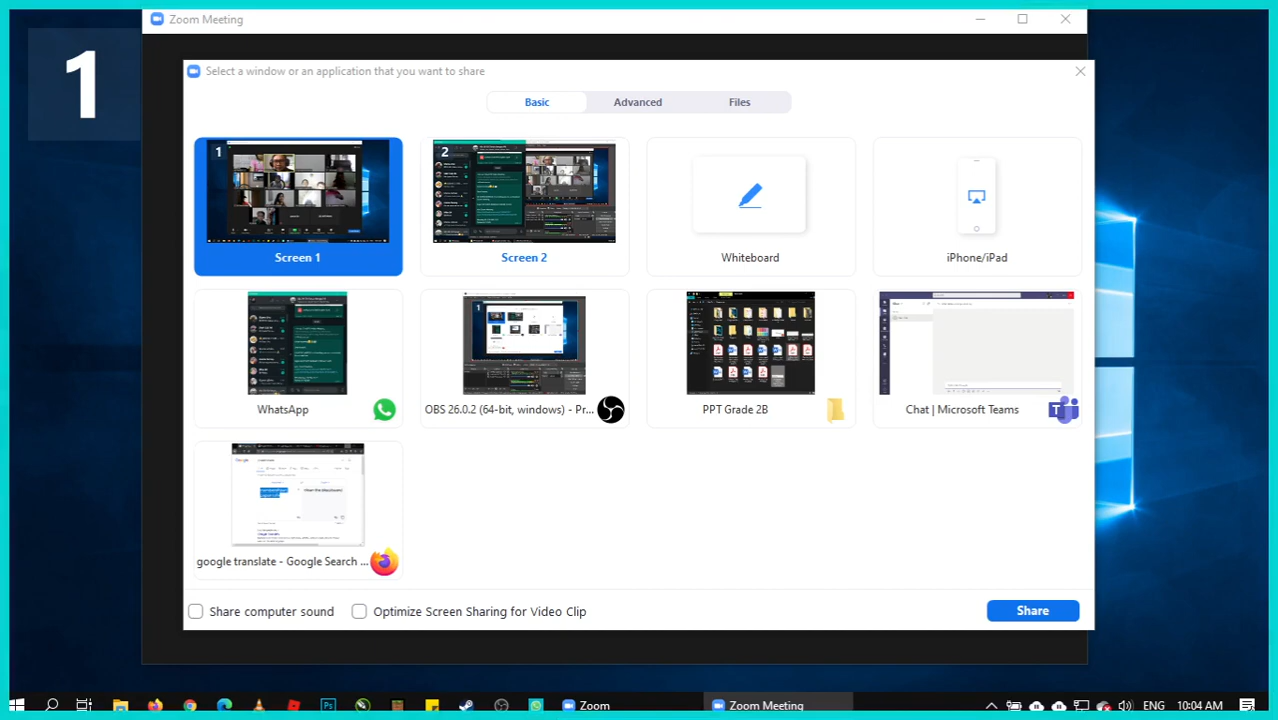 Zoom Meeting
1
Select a window or an application that you want to share
Basic
Advanced
Files
1
2
Screen 1
Screen 2
Whiteboard
iPhone/iPad
WhatsApp
OBS 26.0.2 (64-bit, windows) - Pr...
PPT Grade 2B
Chat | Microsoft Teams
google translate - Google Search ...
Share computer sound
Optimize Screen Sharing for Video Clip
Share
Ps
Zoom
Zoom Meeting
ENG
10:04 AM